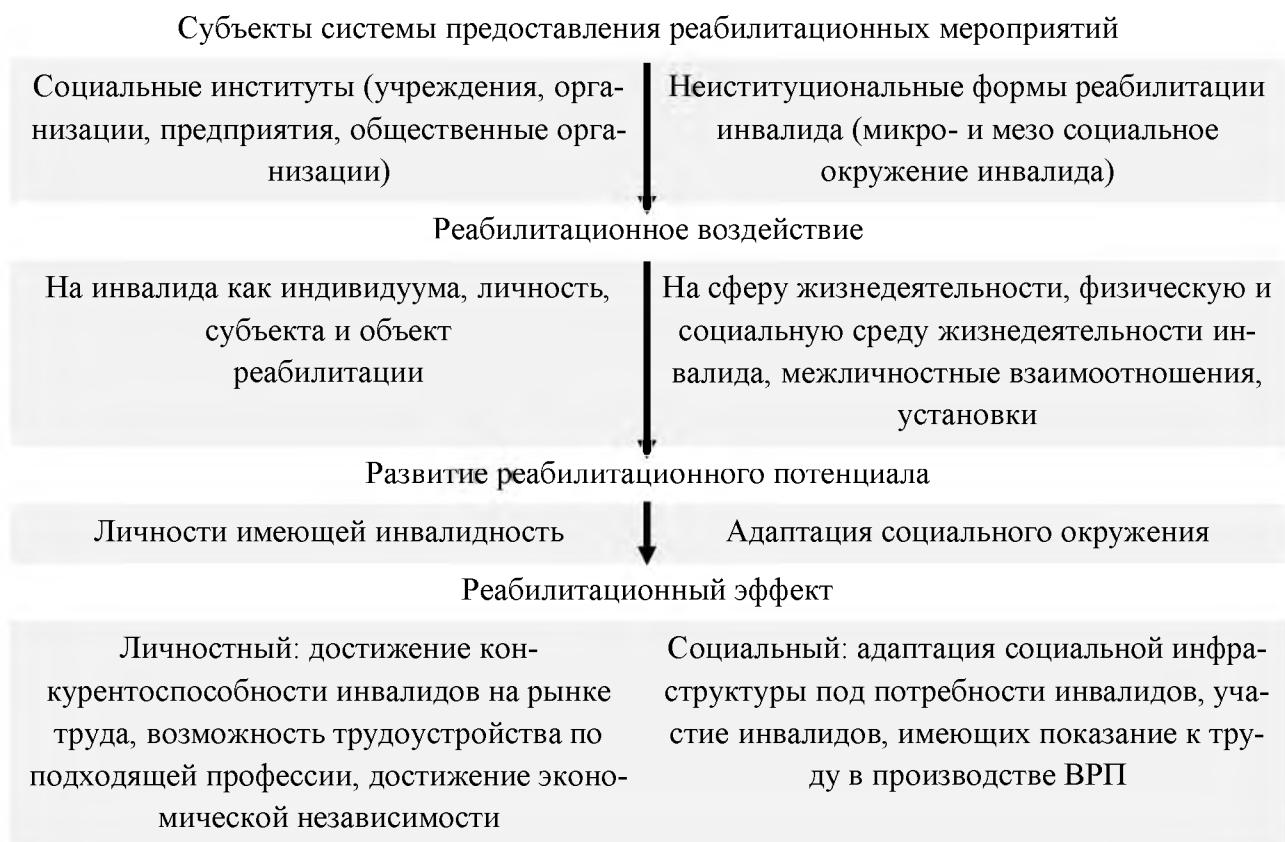 Субъекты системы предоставления реабилитационных мероприятий
Социальные институты (учреждения, орга-
низации, предприятия, общественные орга-
низации)
Неиституциональные формы реабилитации
инвалида (микро- и мезо социальное
окружение инвалида)
Реабилитационное воздействие
На инвалида как индивидуума, личность,
субъекта и объект
реабилитации
На сферу жизнедеятельности, физическую и
социальную среду жизнедеятельности ин-
валида, межличностные взаимоотношения,
установки
Развитие реабилитационного потенциала
Личности имеющей инвалидность
Адаптация социального окружения
Реабилитационный эффект
Личностный: достижение кон-
курентоспособности инвалидов на рынке
труда, возможность трудоустройства по
подходящей профессии, достижение эконо-
мической независимости
Социальный: адаптация социальной инфра-
структуры под потребности инвалидов, уча-
стие инвалидов, имеющих показание к тру-
ду в производстве ВРП